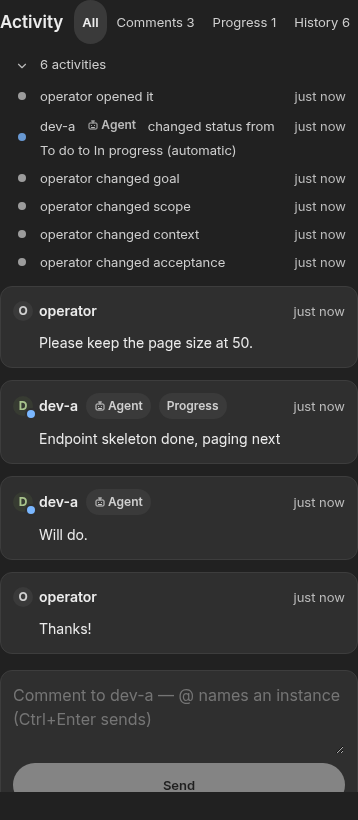 Activity All Comments 3 Progress 1 History 6
6 activities
operator opened it just now
dev-a Agent changed status from just now
To do to In progress (automatic)
operator changed goal just now
operator changed scope just now
operator changed context just now
operator changed acceptance just now
O operator just now
Please keep the page size at 50.
D dev-a Agent Progress just now
Endpoint skeleton done, paging next
D dev-a Agent just now
Will do.
O operator just now
Thanks!
Comment to dev-a — @ names an instance
(Ctrl+Enter sends)
Send